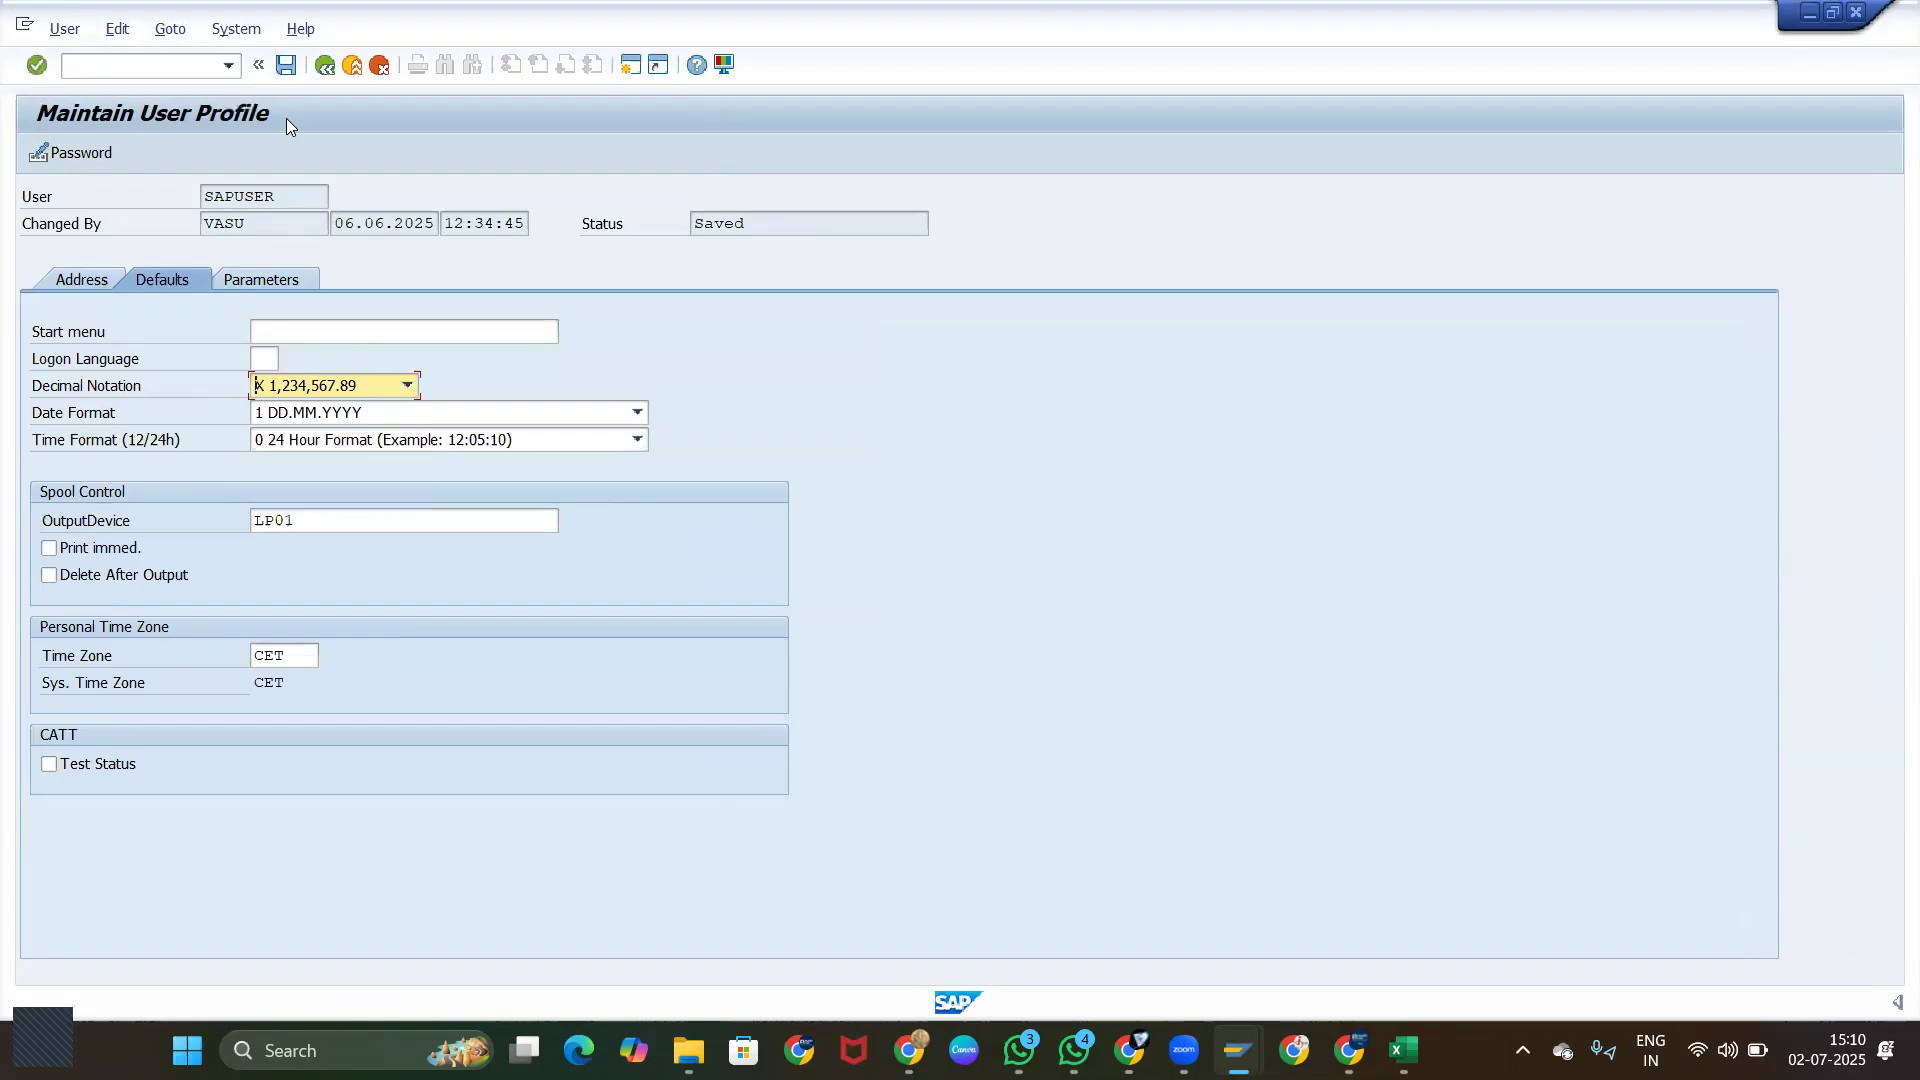 User Edit Goto System Help
Maintain User Profile
Password
User SAPUSER
Changed By VASU 06.06.2025 12:34:45 Status Saved
Address Defaults Parameters
Start menu
Logon Language
Decimal Notation X 1,234,567.89
Date Format 1 DD.MM.YYYY
Time Format (12/24h) 0 24 Hour Format (Example: 12:05:10)
Spool Control
OutputDevice LP01
Print immed.
Delete After Output
Personal Time Zone
Time Zone CET
Sys. Time Zone CET
CATT
Test Status
SAP
Search Canva 3 4 zoom ENG IN 15:10 02-07-2025